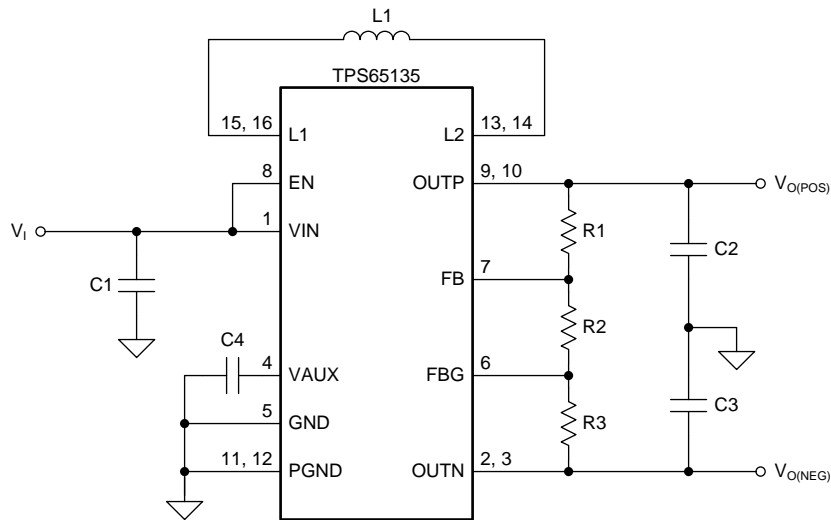 L1
TPS65135
15, 16 L1 L2 13, 14
8 EN OUTP 9, 10 VO(POS)
VI 1 VIN R1
C1 C2
FB 7
R2
C4
4 VAUX FBG 6
5 GND R3 C3
11, 12 PGND OUTN 2, 3 VO(NEG)